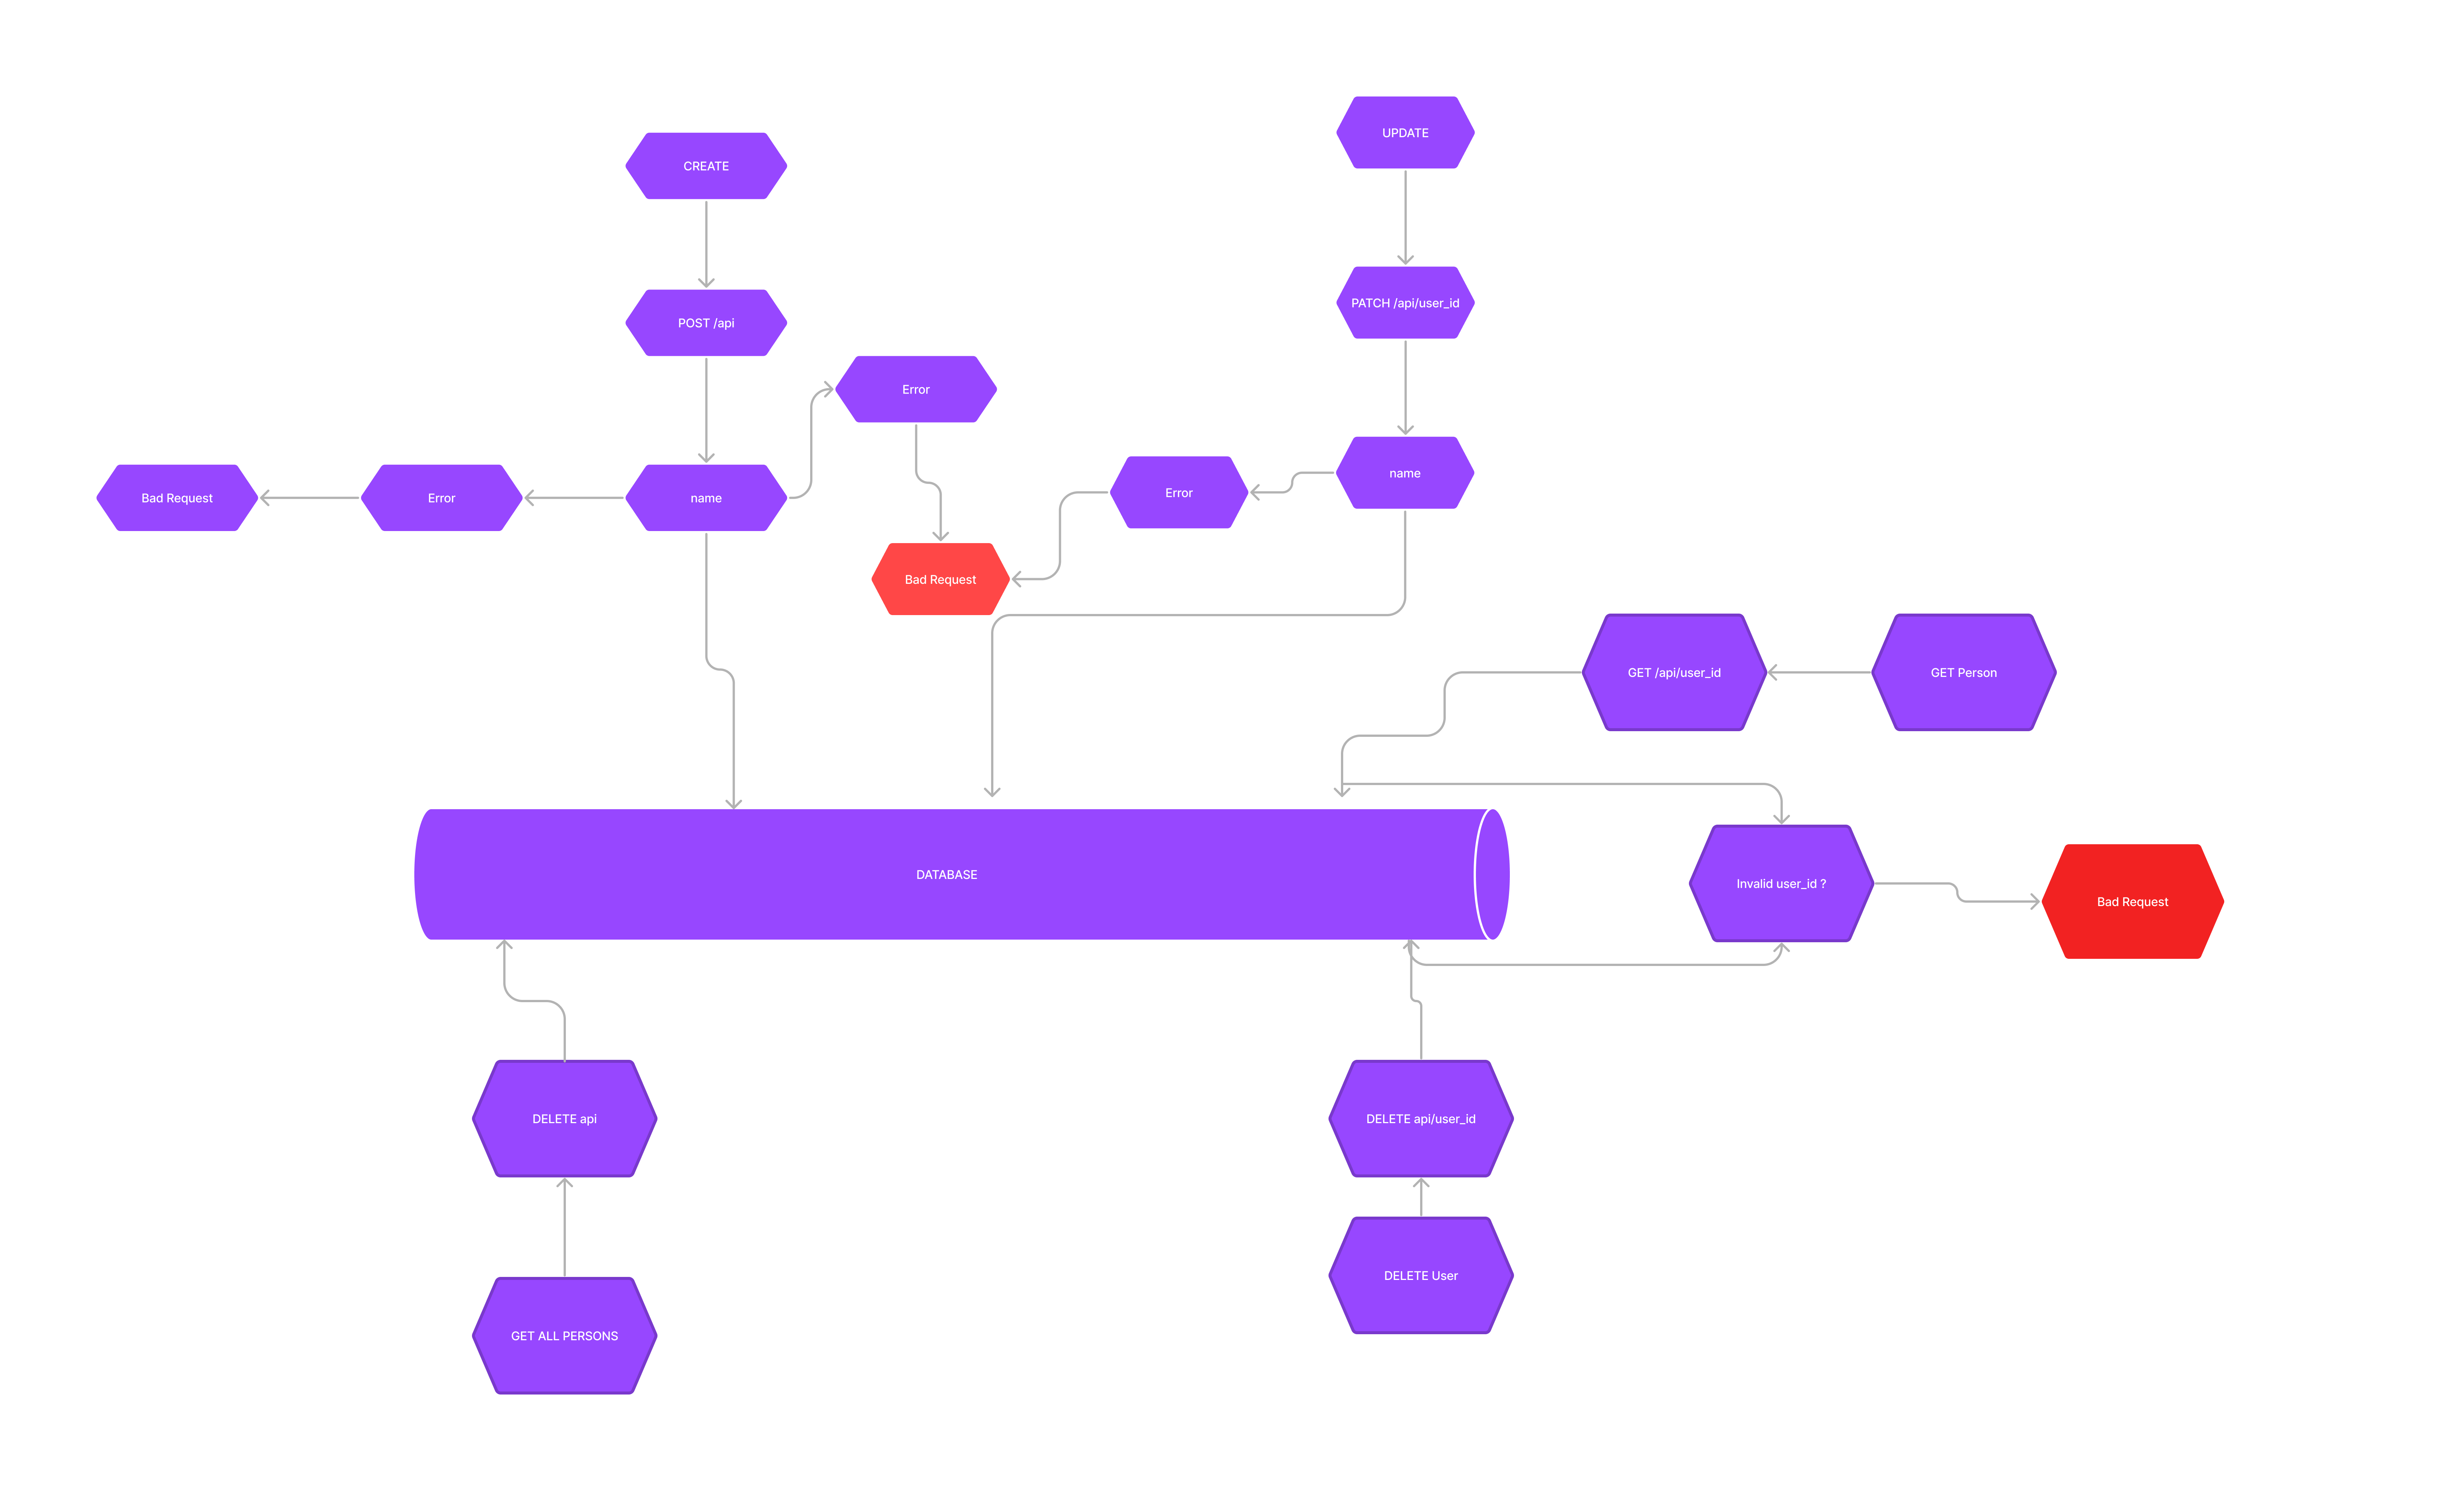 UPDATE
CREATE
PATCH /api/user_id
POST /api
Error
name
Error
Bad Request
Error
name
Bad Request
GET /api/user_id
GET Person
DATABASE
Invalid user_id ?
Bad Request
DELETE api
DELETE api/user_id
DELETE User
GET ALL PERSONS